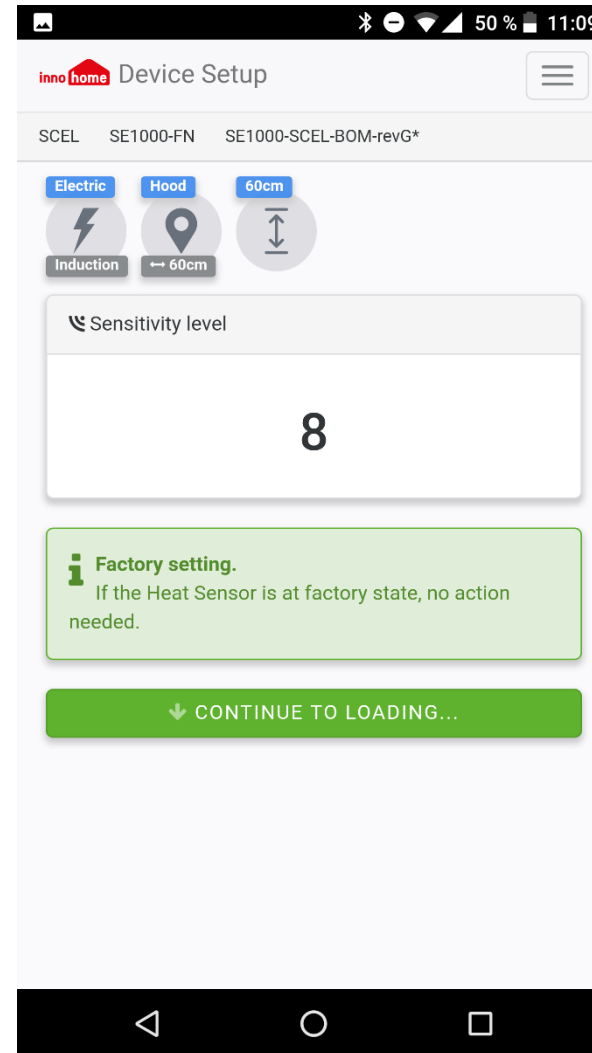 50 % 11:09
inno home Device Setup
SCEL SE1000-FN SE1000-SCEL-BOM-revG*
Electric Hood 60cm
Induction ↔ 60cm
Sensitivity level
8
Factory setting.
If the Heat Sensor is at factory state, no action
needed.
CONTINUE TO LOADING...